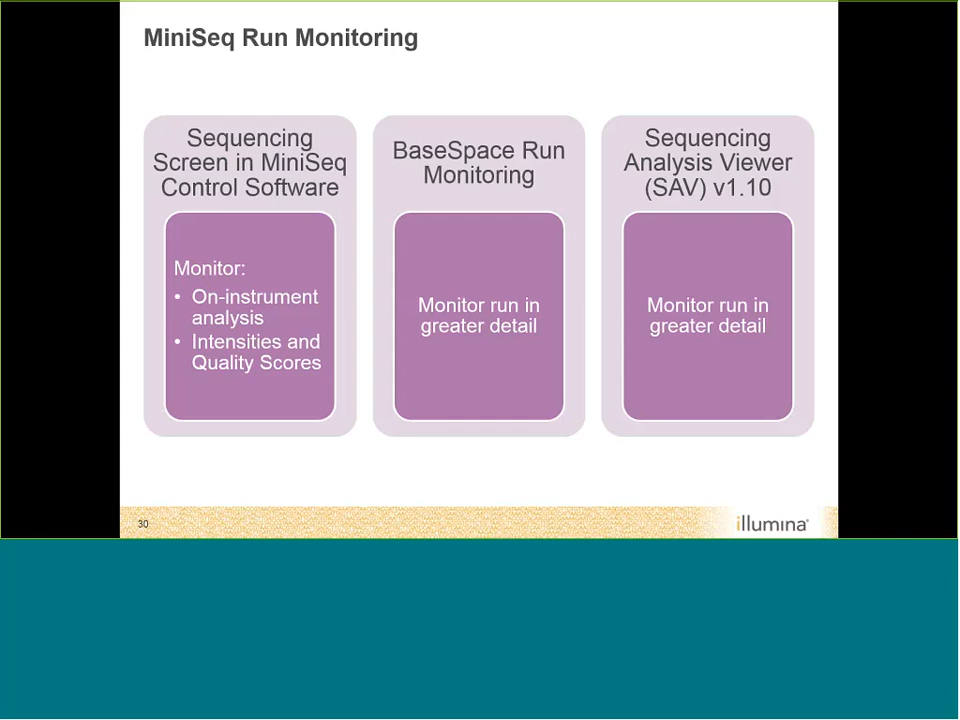 MiniSeq Run Monitoring
Sequencing
Screen in MiniSeq
Control Software
Monitor:
• On-instrument
analysis
• Intensities and
Quality Scores
BaseSpace Run
Monitoring
Monitor run in
greater detail
Sequencing
Analysis Viewer
(SAV) v1.10
Monitor run in
greater detail
30
illumina®